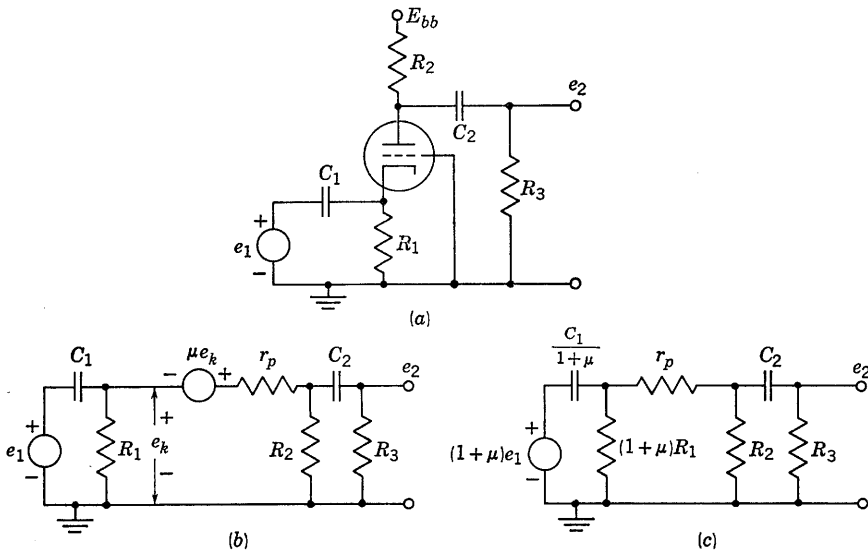 E_bb
R_2
e_2
C_2
C_1
R_3
+
e_1
R_1
−
(a)
C_1
μe_k
− +
r_p
C_2
e_2
+
e_1
−
R_1
+
e_k
−
R_2
R_3
(b)
C_1
1+μ
r_p
C_2
e_2
+
(1+μ)e_1
−
(1+μ)R_1
R_2
R_3
(c)